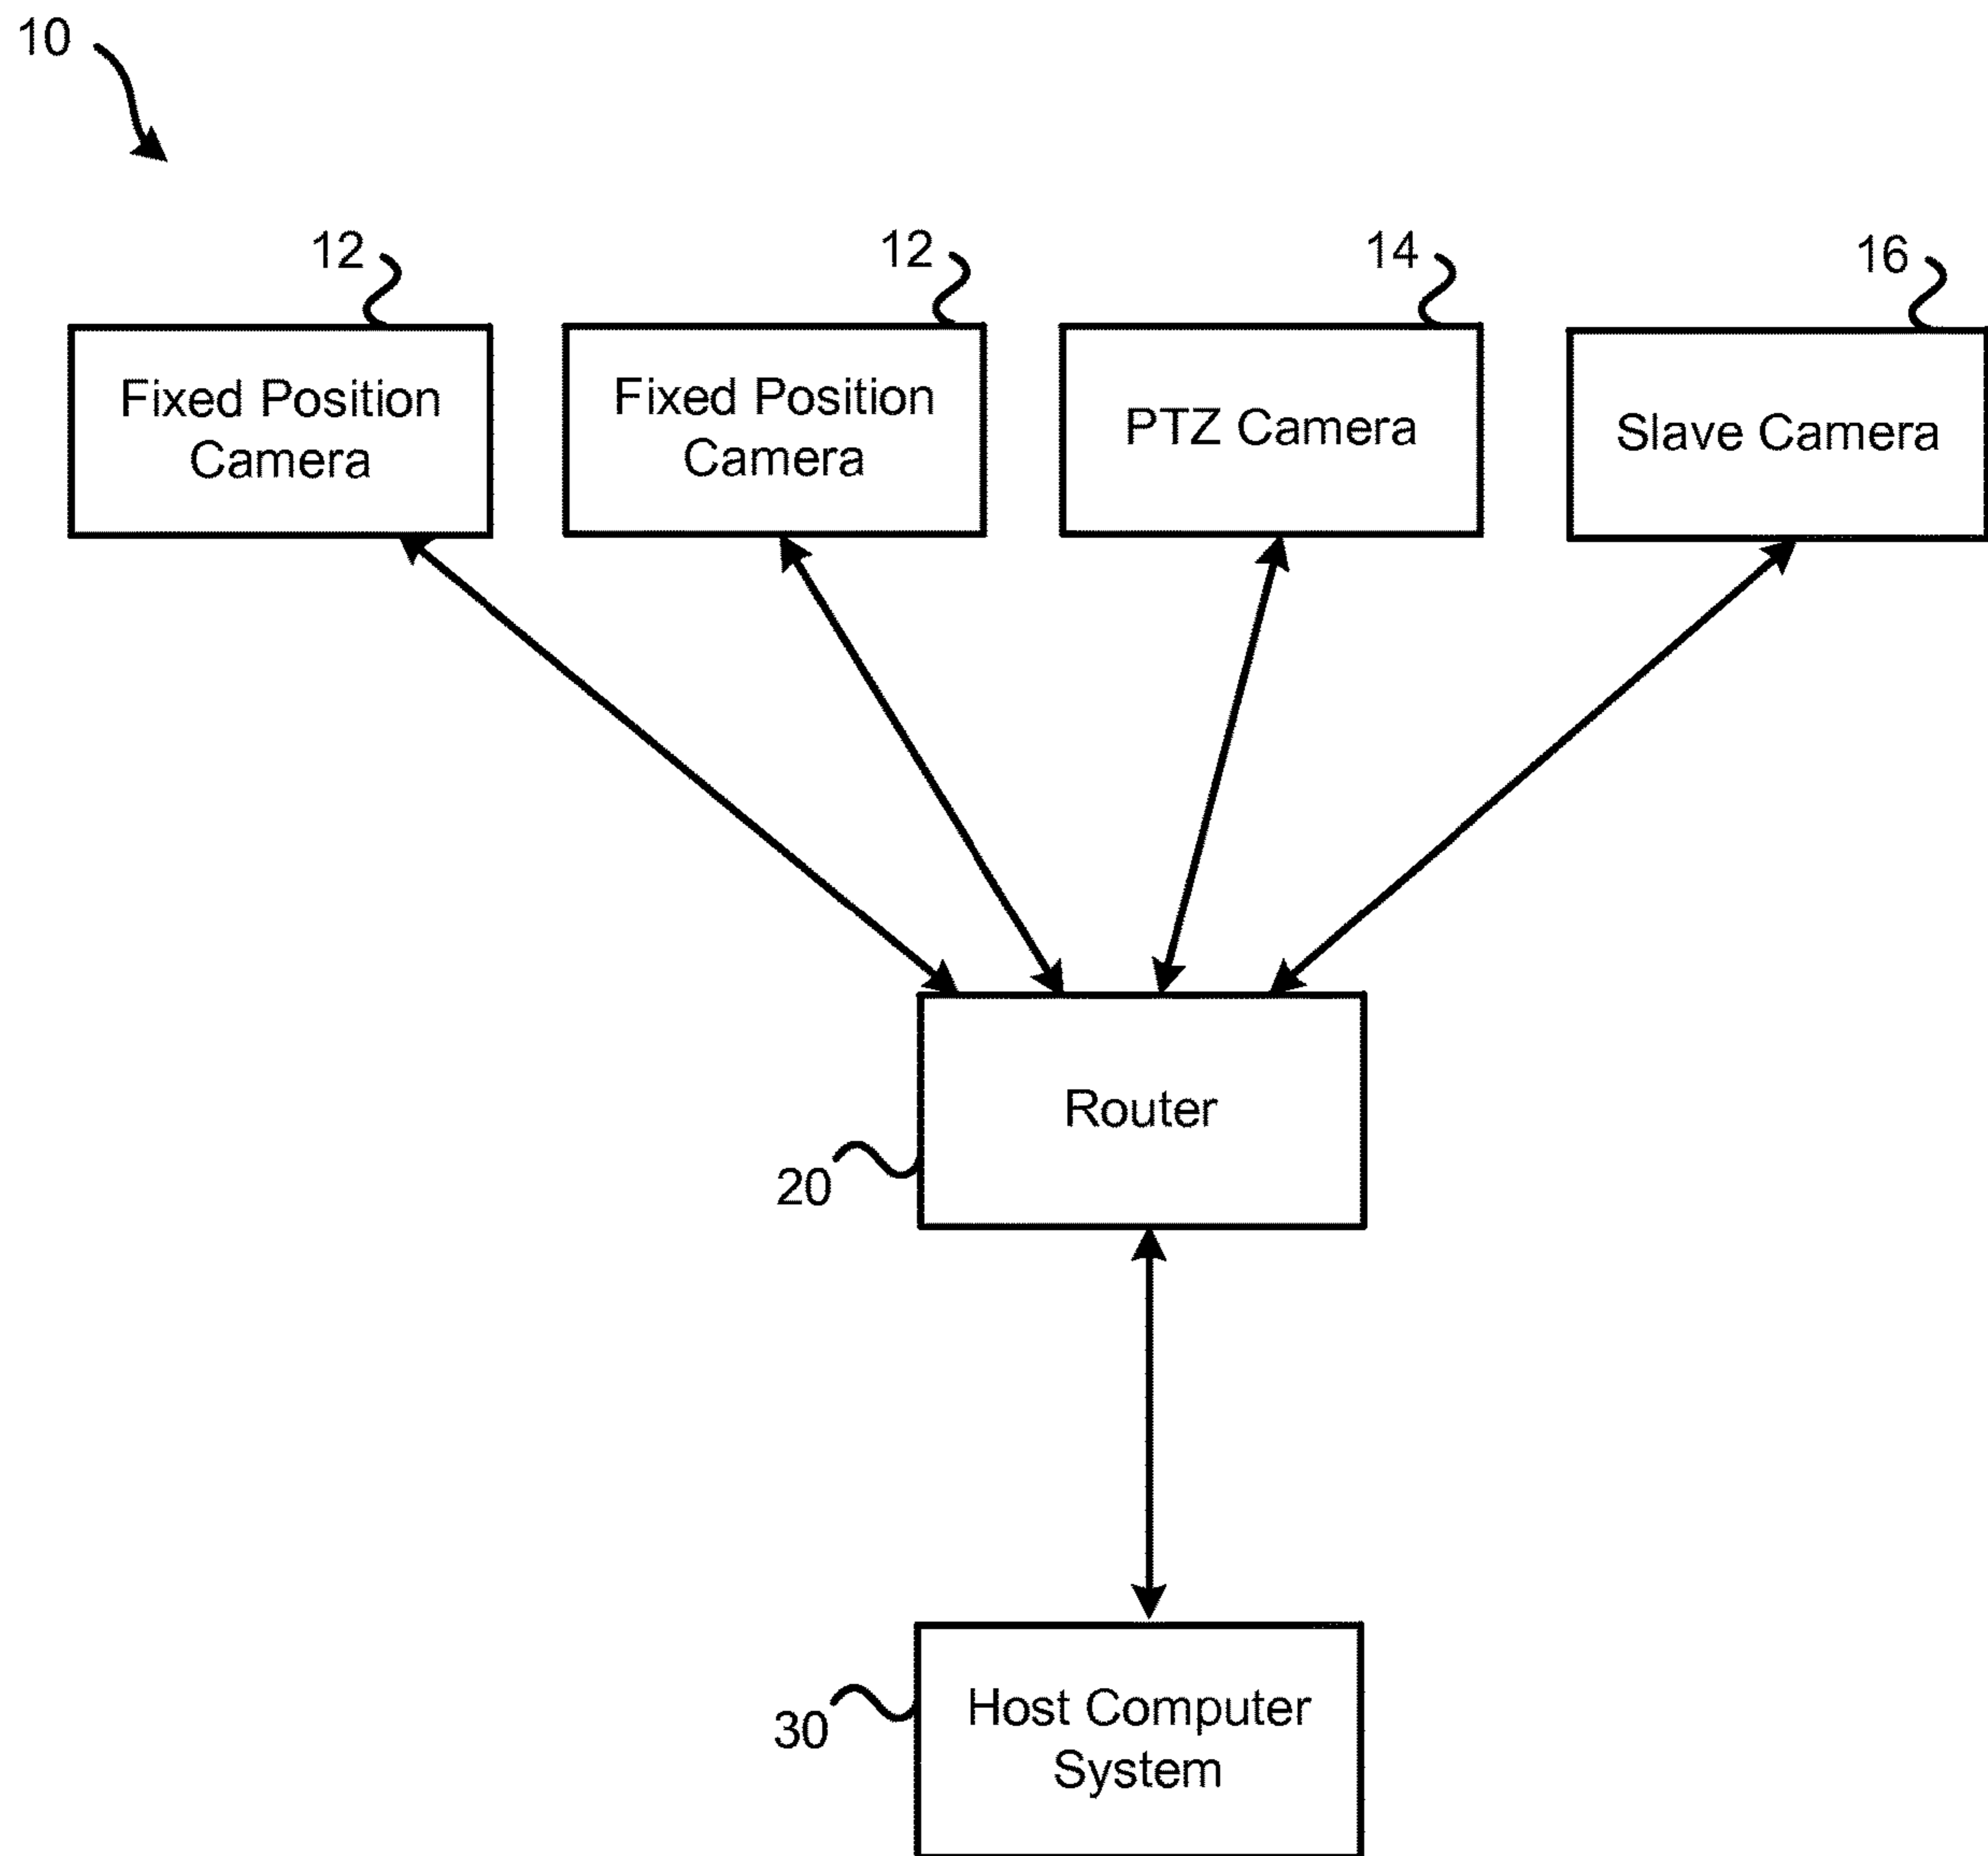 10
12
12
14
16
Fixed Position
Camera
Fixed Position
Camera
PTZ Camera
Slave Camera
Router
20
Host Computer
System
30